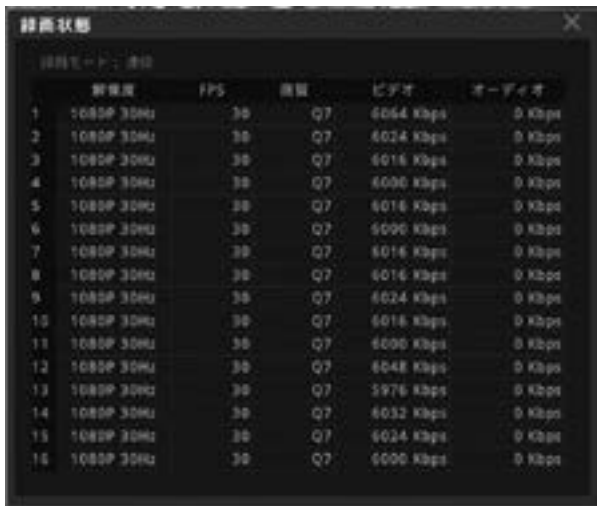 録画状態
録画モード: 連続
解像度 FPS 画質 ビデオ オーディオ
1 1080P 30Hz 30 Q7 6064 Kbps 0 Kbps
2 1080P 30Hz 30 Q7 6024 Kbps 0 Kbps
3 1080P 30Hz 30 Q7 6016 Kbps 0 Kbps
4 1080P 30Hz 30 Q7 6000 Kbps 0 Kbps
5 1080P 30Hz 30 Q7 6016 Kbps 0 Kbps
6 1080P 30Hz 30 Q7 6000 Kbps 0 Kbps
7 1080P 30Hz 30 Q7 6016 Kbps 0 Kbps
8 1080P 30Hz 30 Q7 6016 Kbps 0 Kbps
9 1080P 30Hz 30 Q7 6024 Kbps 0 Kbps
10 1080P 30Hz 30 Q7 6016 Kbps 0 Kbps
11 1080P 30Hz 30 Q7 6000 Kbps 0 Kbps
12 1080P 30Hz 30 Q7 6048 Kbps 0 Kbps
13 1080P 30Hz 30 Q7 5976 Kbps 0 Kbps
14 1080P 30Hz 30 Q7 6032 Kbps 0 Kbps
15 1080P 30Hz 30 Q7 6024 Kbps 0 Kbps
16 1080P 30Hz 30 Q7 6000 Kbps 0 Kbps